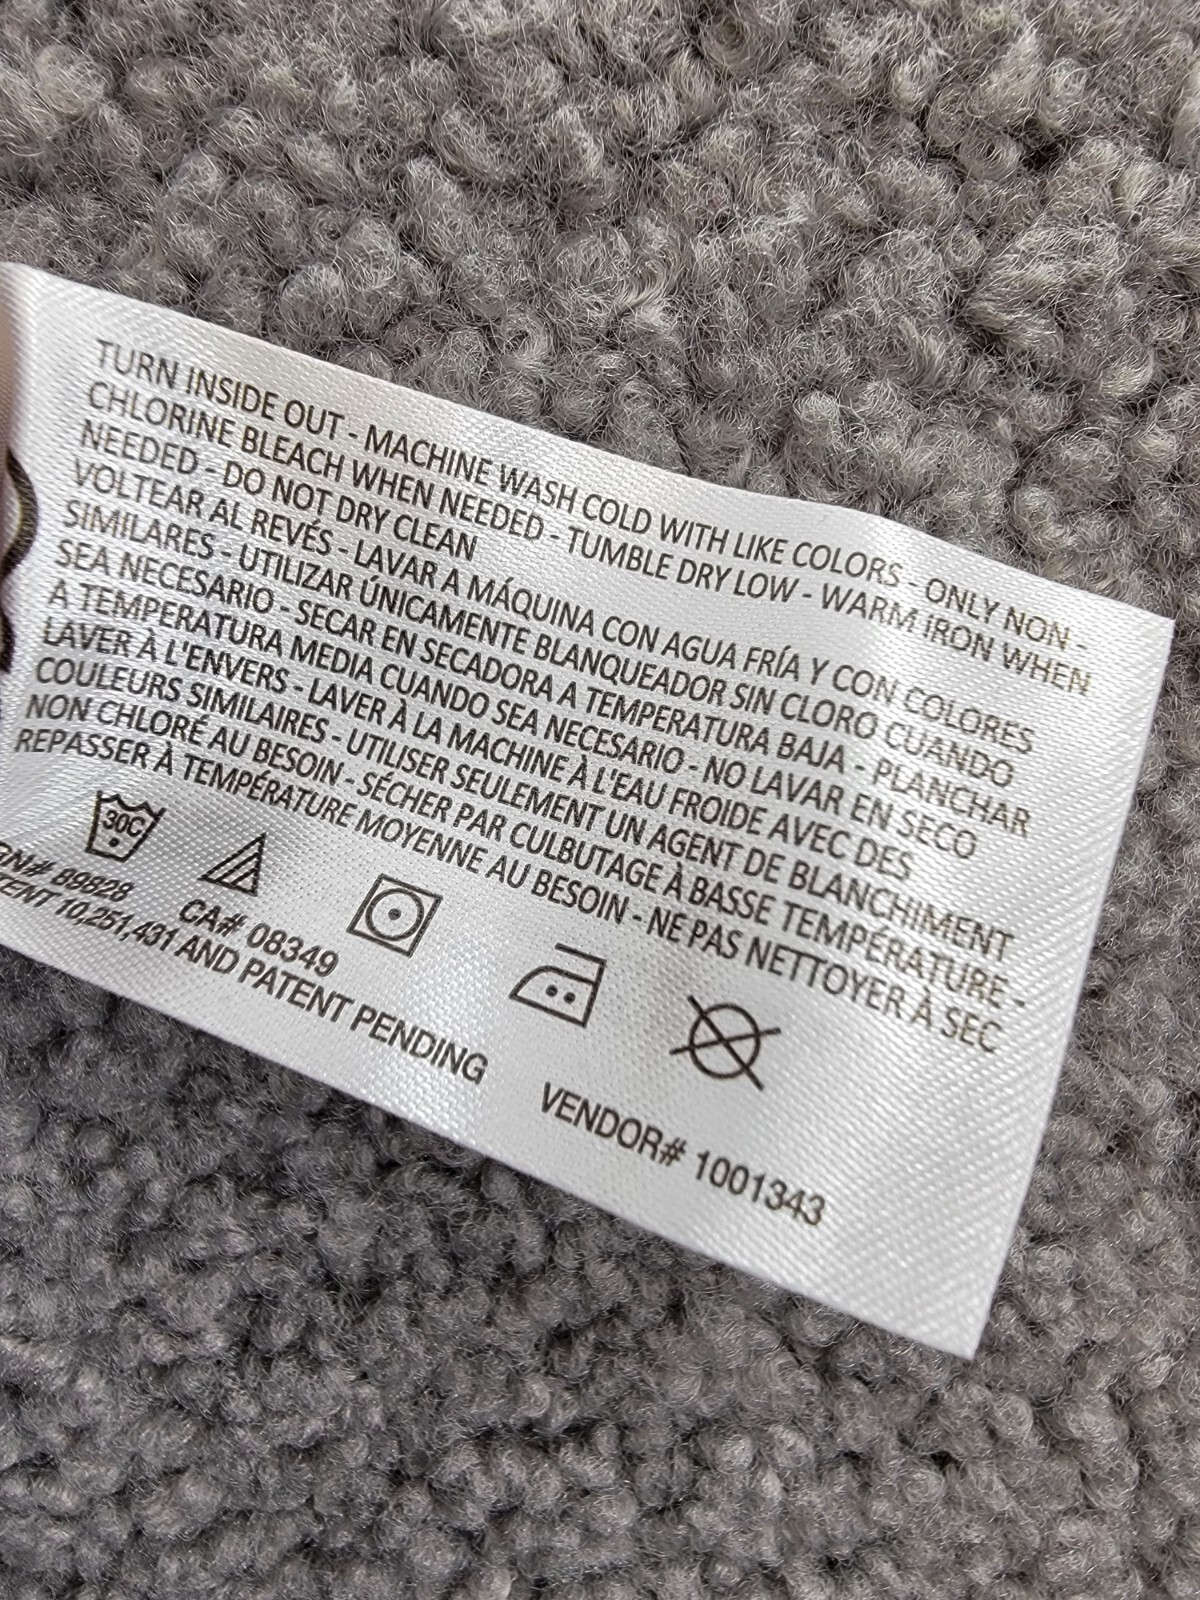 TURN INSIDE OUT - MACHINE WASH COLD WITH LIKE COLORS - ONLY NON -
CHLORINE BLEACH WHEN NEEDED - TUMBLE DRY LOW - WARM IRON WHEN
NEEDED - DO NOT DRY CLEAN
VOLTEAR AL REVÉS - LAVAR A MÁQUINA CON AGUA FRÍA Y CON COLORES
SIMILARES - UTILIZAR ÚNICAMENTE BLANQUEADOR SIN CLORO CUANDO
SEA NECESARIO - SECAR EN SECADORA A TEMPERATURA BAJA - PLANCHAR
A TEMPERATURA MEDIA CUANDO SEA NECESARIO - NO LAVAR EN SECO
LAVER À L'ENVERS - LAVER À LA MACHINE À L'EAU FROIDE AVEC DES
COULEURS SIMILAIRES - UTILISER SEULEMENT UN AGENT DE BLANCHIMENT
NON CHLORÉ AU BESOIN - SÉCHER PAR CULBUTAGE À BASSE TEMPÉRATURE -
REPASSER À TEMPÉRATURE MOYENNE AU BESOIN - NE PAS NETTOYER À SEC
30C
RN# 89828 CA# 08349
10,251,431 AND PATENT PENDING VENDOR# 1001343